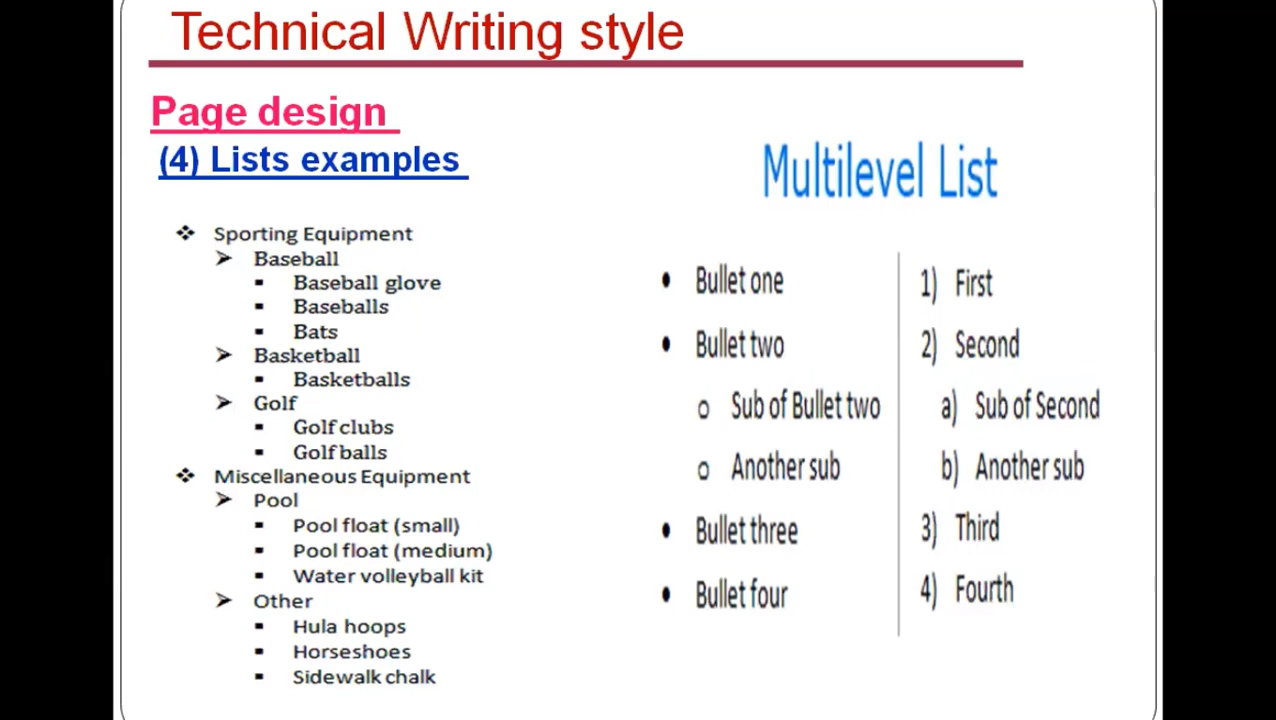 Technical Writing style
Page design
(4) Lists examples
❖ Sporting Equipment
➢ Baseball
▪ Baseball glove
▪ Baseballs
▪ Bats
➢ Basketball
▪ Basketballs
➢ Golf
▪ Golf clubs
▪ Golf balls
❖ Miscellaneous Equipment
➢ Pool
▪ Pool float (small)
▪ Pool float (medium)
▪ Water volleyball kit
➢ Other
▪ Hula hoops
▪ Horseshoes
▪ Sidewalk chalk
Multilevel List
• Bullet one
• Bullet two
o Sub of Bullet two
o Another sub
• Bullet three
• Bullet four
1) First
2) Second
a) Sub of Second
b) Another sub
3) Third
4) Fourth